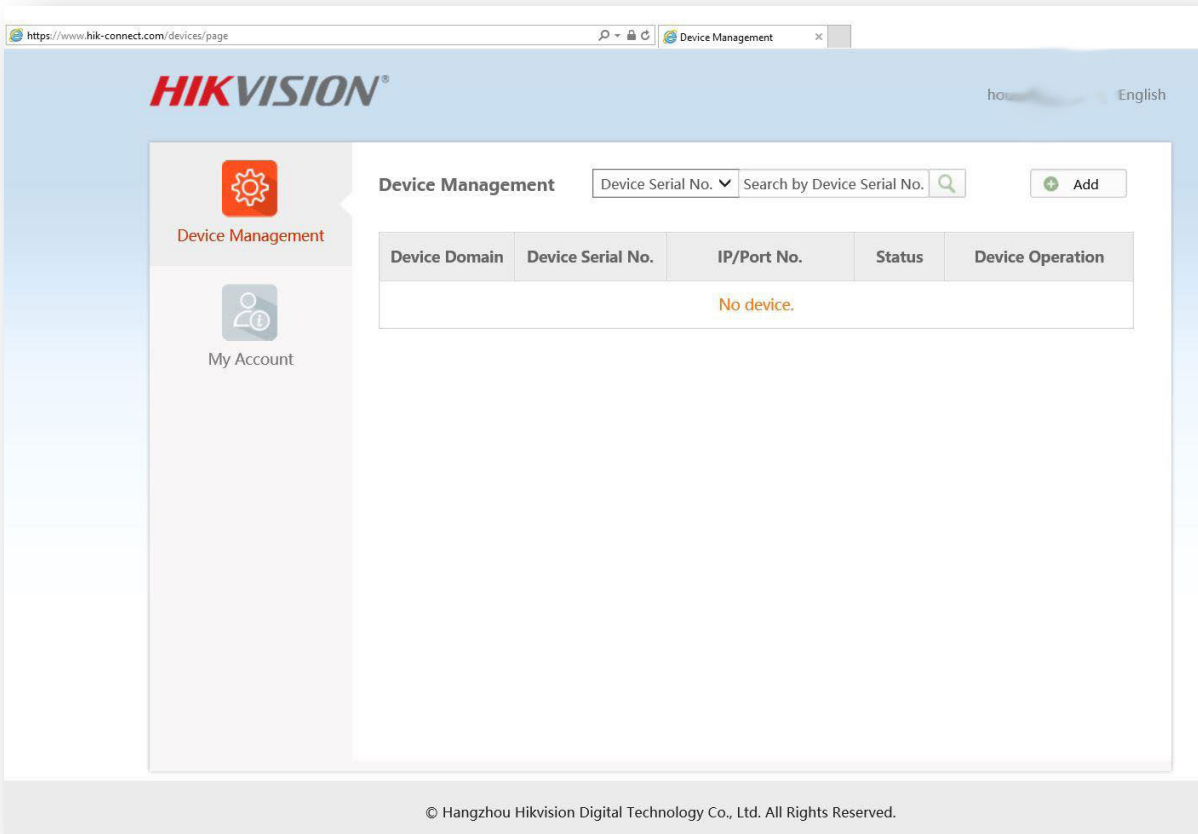 https://www.hik-connect.com/devices/page
Device Management
HIKVISION®
English
Device Management
Device Management
Device Serial No.
Search by Device Serial No.
Add
Device Domain
Device Serial No.
IP/Port No.
Status
Device Operation
No device.
My Account
© Hangzhou Hikvision Digital Technology Co., Ltd. All Rights Reserved.